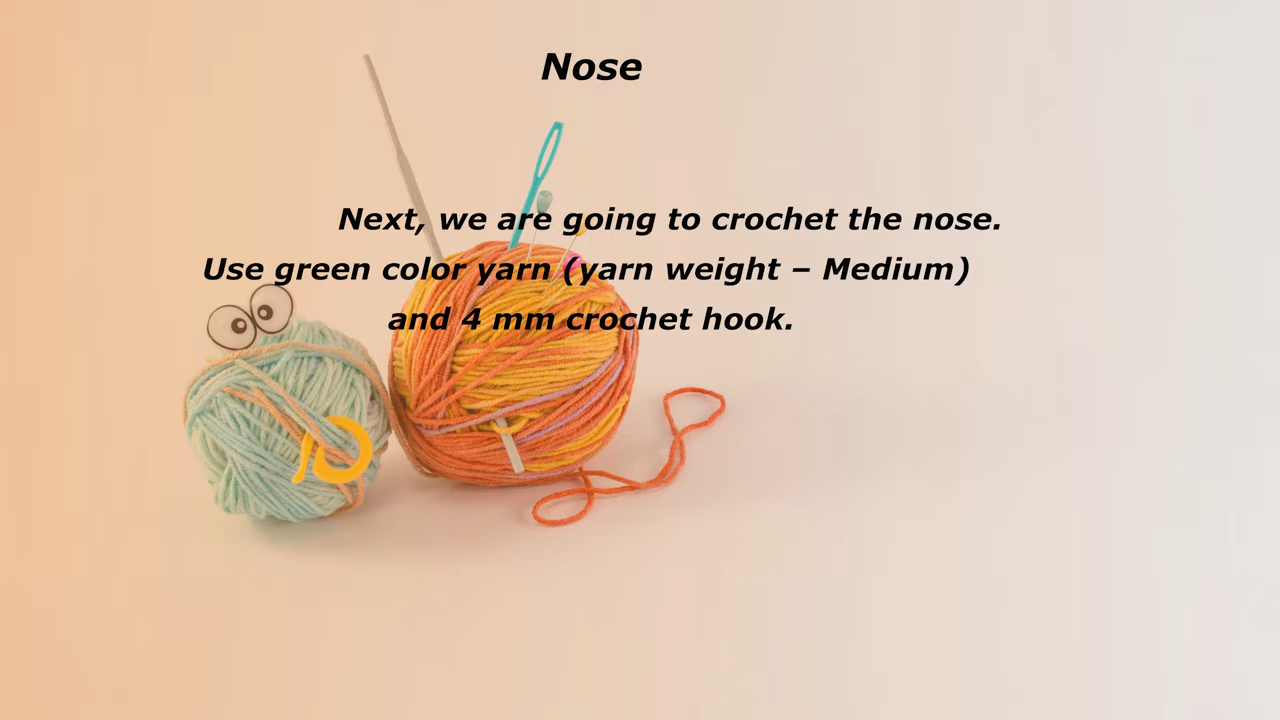 Nose
Next, we are going to crochet the nose.
Use green color yarn (yarn weight – Medium)
and 4 mm crochet hook.